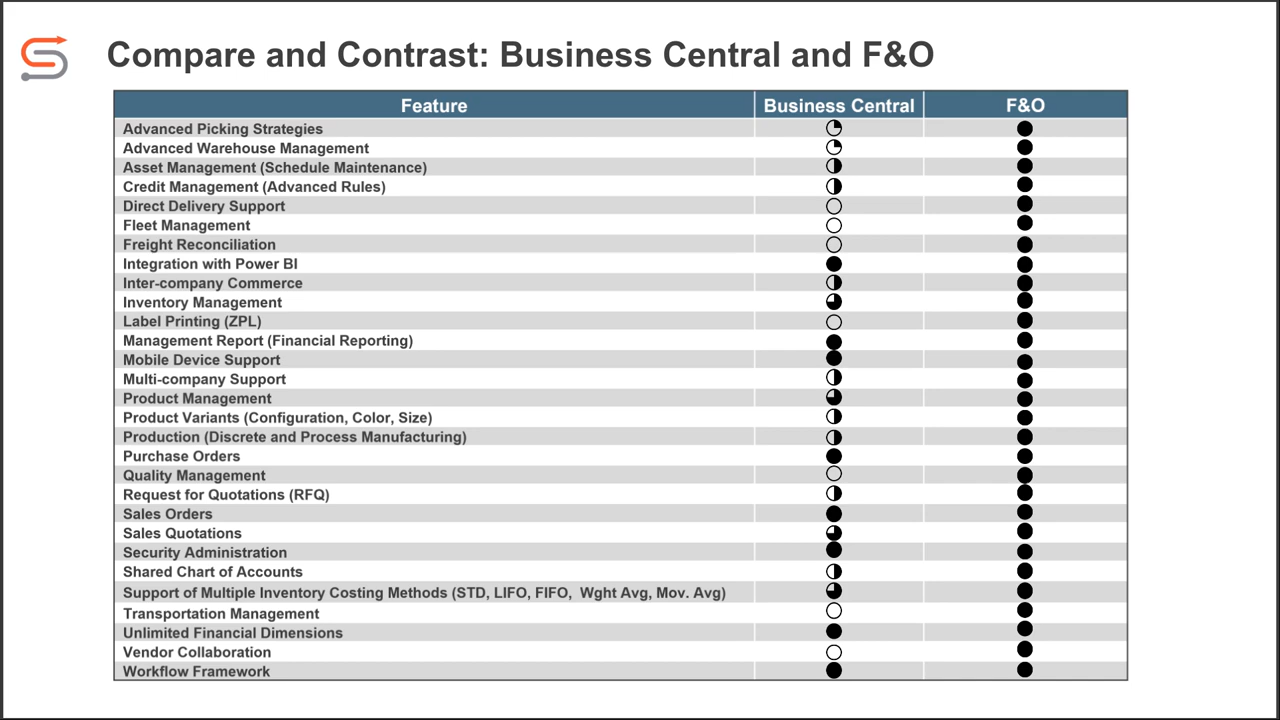 Compare and Contrast: Business Central and F&O
Feature Business Central F&O
Advanced Picking Strategies
Advanced Warehouse Management
Asset Management (Schedule Maintenance)
Credit Management (Advanced Rules)
Direct Delivery Support
Fleet Management
Freight Reconciliation
Integration with Power BI
Inter-company Commerce
Inventory Management
Label Printing (ZPL)
Management Report (Financial Reporting)
Mobile Device Support
Multi-company Support
Product Management
Product Variants (Configuration, Color, Size)
Production (Discrete and Process Manufacturing)
Purchase Orders
Quality Management
Request for Quotations (RFQ)
Sales Orders
Sales Quotations
Security Administration
Shared Chart of Accounts
Support of Multiple Inventory Costing Methods (STD, LIFO, FIFO, Wght Avg, Mov. Avg)
Transportation Management
Unlimited Financial Dimensions
Vendor Collaboration
Workflow Framework